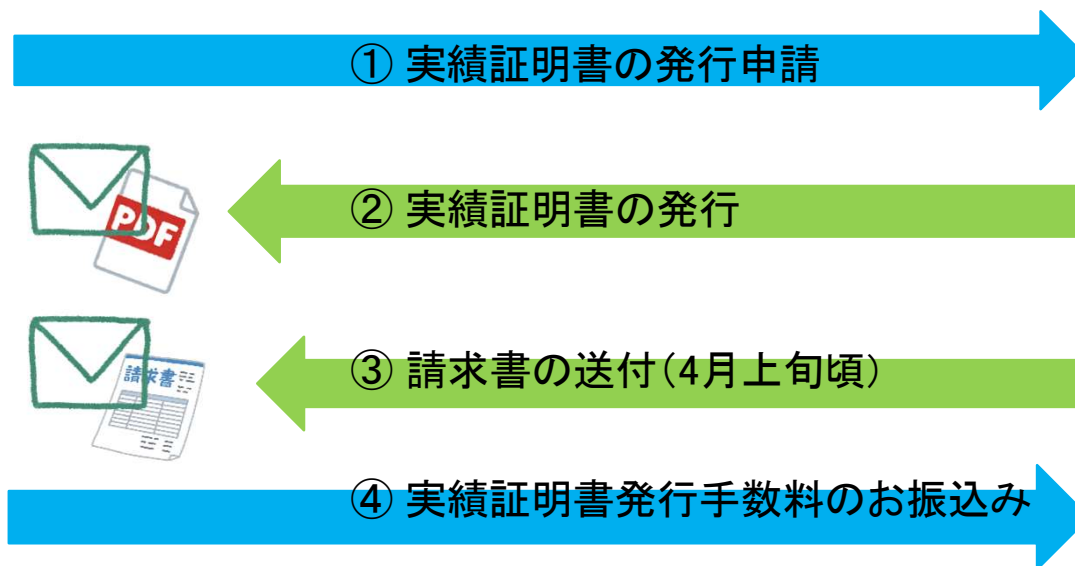 ① 実績証明書の発行申請
② 実績証明書の発行
PDF
③ 請求書の送付(4月上旬頃)
請求書
④ 実績証明書発行手数料のお振込み